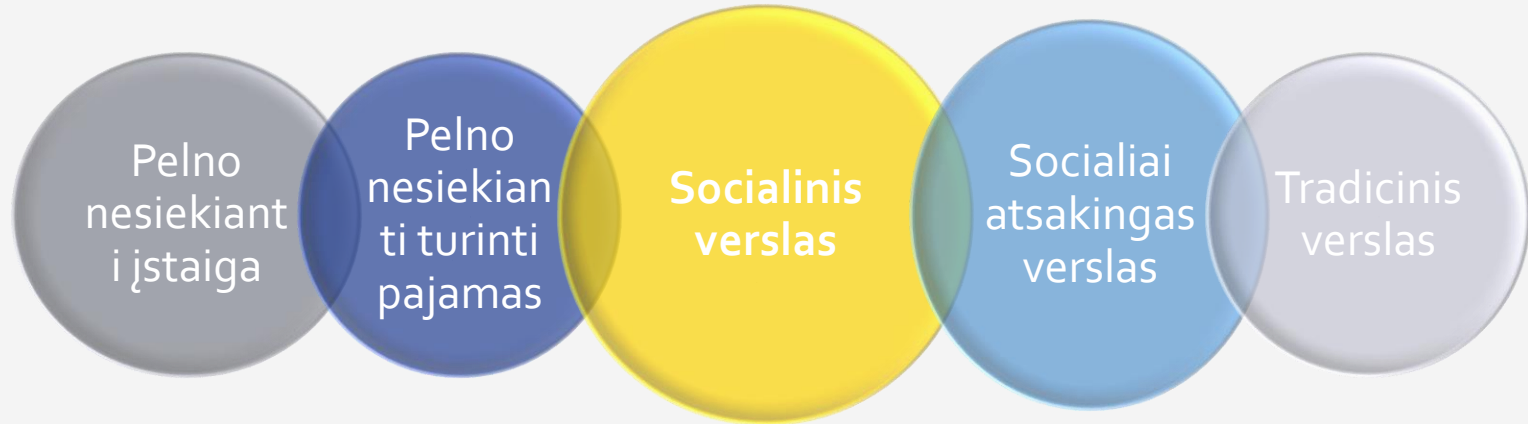 Pelno
nesiekiant
i įstaiga
Pelno
nesiekian
ti turinti
pajamas
Socialinis
verslas
Socialiai
atsakingas
verslas
Tradicinis
verslas